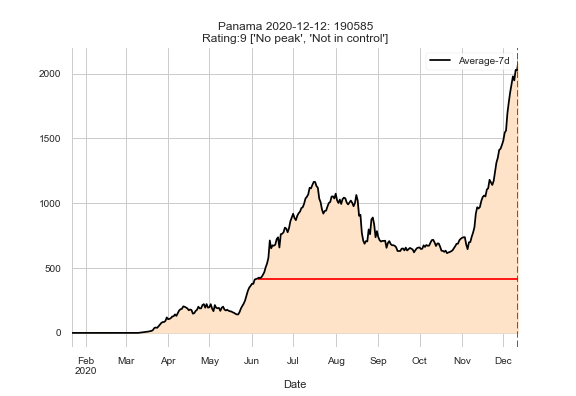 Panama 2020-12-12: 190585
Rating:9 ['No peak', 'Not in control']
Average-7d
2000
1500
1000
500
0
Feb Mar Apr May Jun Jul Aug Sep Oct Nov Dec
2020
Date